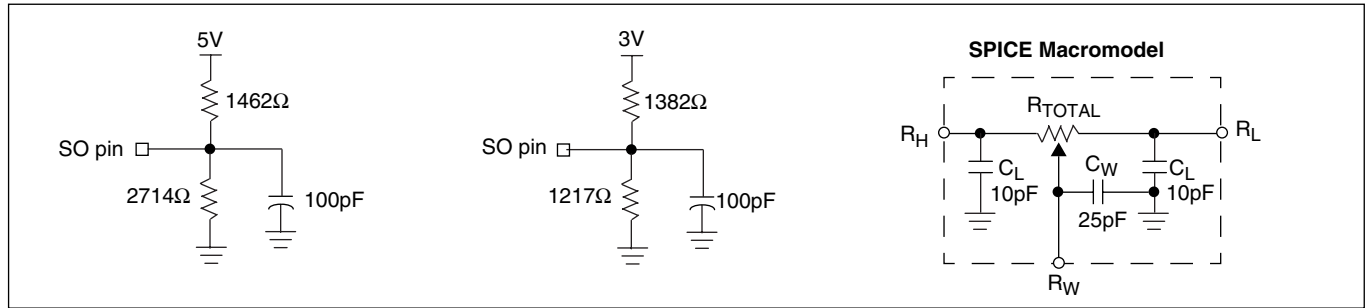 5V
1462Ω
SO pin
2714Ω
100pF
3V
1382Ω
SO pin
1217Ω
100pF
SPICE Macromodel
RTOTAL
RH
RL
CL
10pF
CW
25pF
CL
10pF
RW